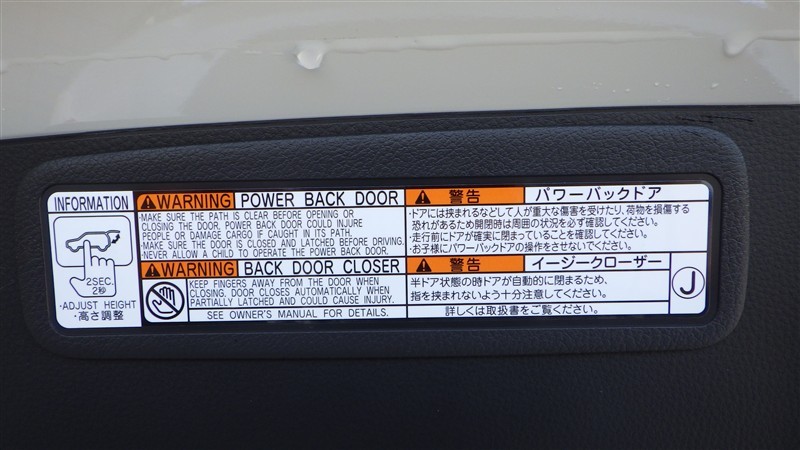 INFORMATION
2SEC.
2秒
·ADJUST HEIGHT
·高さ調整
WARNING POWER BACK DOOR
·MAKE SURE THE PATH IS CLEAR BEFORE OPENING OR
CLOSING THE DOOR. POWER BACK DOOR COULD INJURE
PEOPLE OR DAMAGE CARGO IF CAUGHT IN ITS PATH.
·MAKE SURE THE DOOR IS CLOSED AND LATCHED BEFORE DRIVING.
·NEVER ALLOW A CHILD TO OPERATE THE POWER BACK DOOR.
WARNING BACK DOOR CLOSER
KEEP FINGERS AWAY FROM THE DOOR WHEN
CLOSING. DOOR CLOSES AUTOMATICALLY WHEN
PARTIALLY LATCHED AND COULD CAUSE INJURY.
SEE OWNER'S MANUAL FOR DETAILS.
警告 パワーバックドア
·ドアには挟まれるなどして人が重大な傷害を受けたり、荷物を損傷する
恐れがあるため開閉時は周囲の状況を必ず確認してください。
·走行前にドアが確実に閉まっていることを確認してください。
·お子様にパワーバックドアの操作をさせないでください。
警告 イージークローザー
半ドア状態の時ドアが自動的に閉まるため、
指を挟まれないよう十分注意してください。
詳しくは取扱書をご覧ください。
J